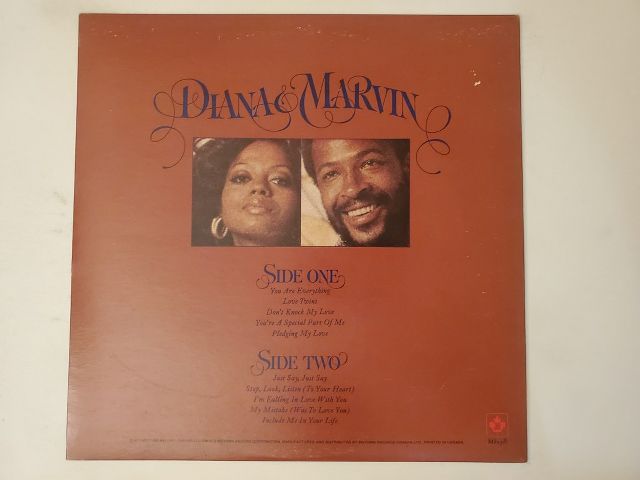 DIANA & MARVIN
SIDE ONE
You Are Everything
Love Twins
Don't Knock My Love
You're A Special Part Of Me
Pledging My Love
SIDE TWO
Just Say, Just Say
Stop, Look, Listen (To Your Heart)
I'm Falling In Love With You
My Mistake (Was To Love You)
Include Me In Your Life